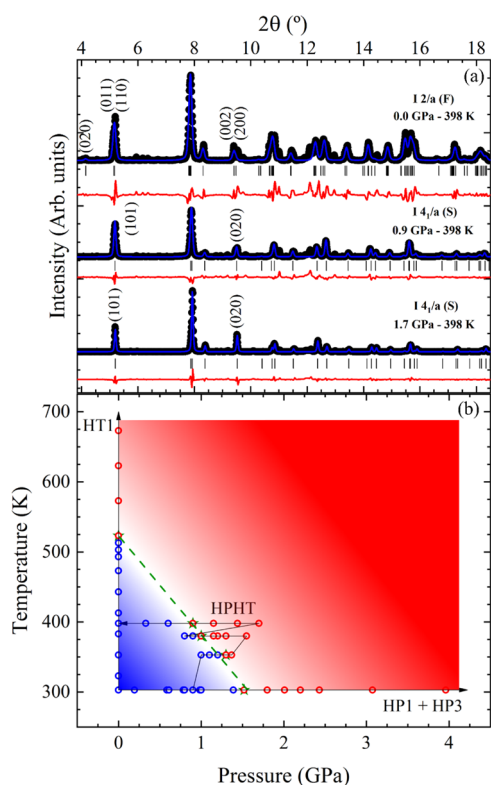 2θ (º)
4 6 8 10 12 14 16 18
(a)
(020)
(011)
(110)
(002)
(200)
I 2/a (F)
0.0 GPa - 398 K
(101)
(020)
I 4₁/a (S)
0.9 GPa - 398 K
(101)
(020)
I 4₁/a (S)
1.7 GPa - 398 K
Intensity (Arb. units)
(b)
HT1
700
600
500
400
300
HPHT
HP1 + HP3
Temperature (K)
0 1 2 3 4
Pressure (GPa)